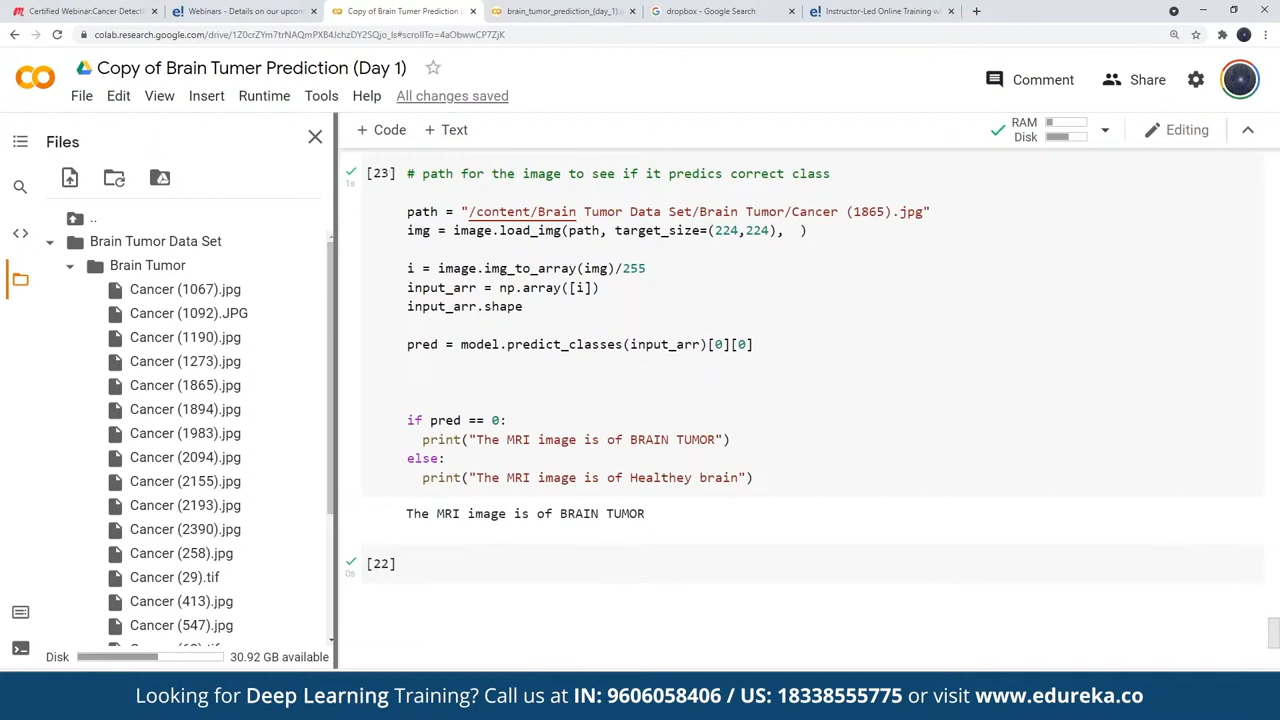 Certified Webinar:Cancer Detecti
Webinars - Details on our upcom
Copy of Brain Tumor Prediction (
brain_tumor_prediction_(day_1).
dropbox - Google Search
Instructor-Led Online Training w
colab.research.google.com/drive/1Z0crZYm7trNAQmPXB4JchzDY2SQjo_ls#scrollTo=4aObwwCP7ZjK
Copy of Brain Tumer Prediction (Day 1)
Comment
Share
File Edit View Insert Runtime Tools Help All changes saved
Files
+ Code + Text
RAM
Disk
Editing
..
Brain Tumor Data Set
Brain Tumor
Cancer (1067).jpg
Cancer (1092).JPG
Cancer (1190).jpg
Cancer (1273).jpg
Cancer (1865).jpg
Cancer (1894).jpg
Cancer (1983).jpg
Cancer (2094).jpg
Cancer (2155).jpg
Cancer (2193).jpg
Cancer (2390).jpg
Cancer (258).jpg
Cancer (29).tif
Cancer (413).jpg
Cancer (547).jpg
Disk 30.92 GB available
[23] # path for the image to see if it predics correct class
1s
path = "/content/Brain Tumor Data Set/Brain Tumor/Cancer (1865).jpg"
img = image.load_img(path, target_size=(224,224),  )
i = image.img_to_array(img)/255
input_arr = np.array([i])
input_arr.shape
pred = model.predict_classes(input_arr)[0][0]
if pred == 0:
print("The MRI image is of BRAIN TUMOR")
else:
print("The MRI image is of Healthey brain")
The MRI image is of BRAIN TUMOR
[22]
0s
Looking for Deep Learning Training? Call us at IN: 9606058406 / US: 18338555775 or visit www.edureka.co